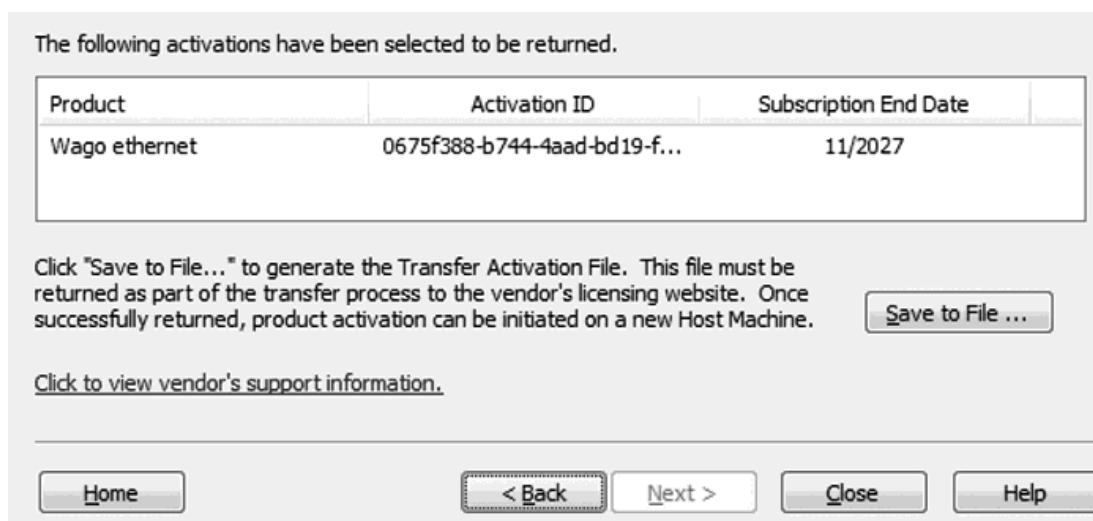 The following activations have been selected to be returned.
Product Activation ID Subscription End Date
Wago ethernet 0675f388-b744-4aad-bd19-f... 11/2027
Click "Save to File..." to generate the Transfer Activation File. This file must be
returned as part of the transfer process to the vendor's licensing website. Once
successfully returned, product activation can be initiated on a new Host Machine.
Save to File ...
Click to view vendor's support information.
Home < Back Next > Close Help